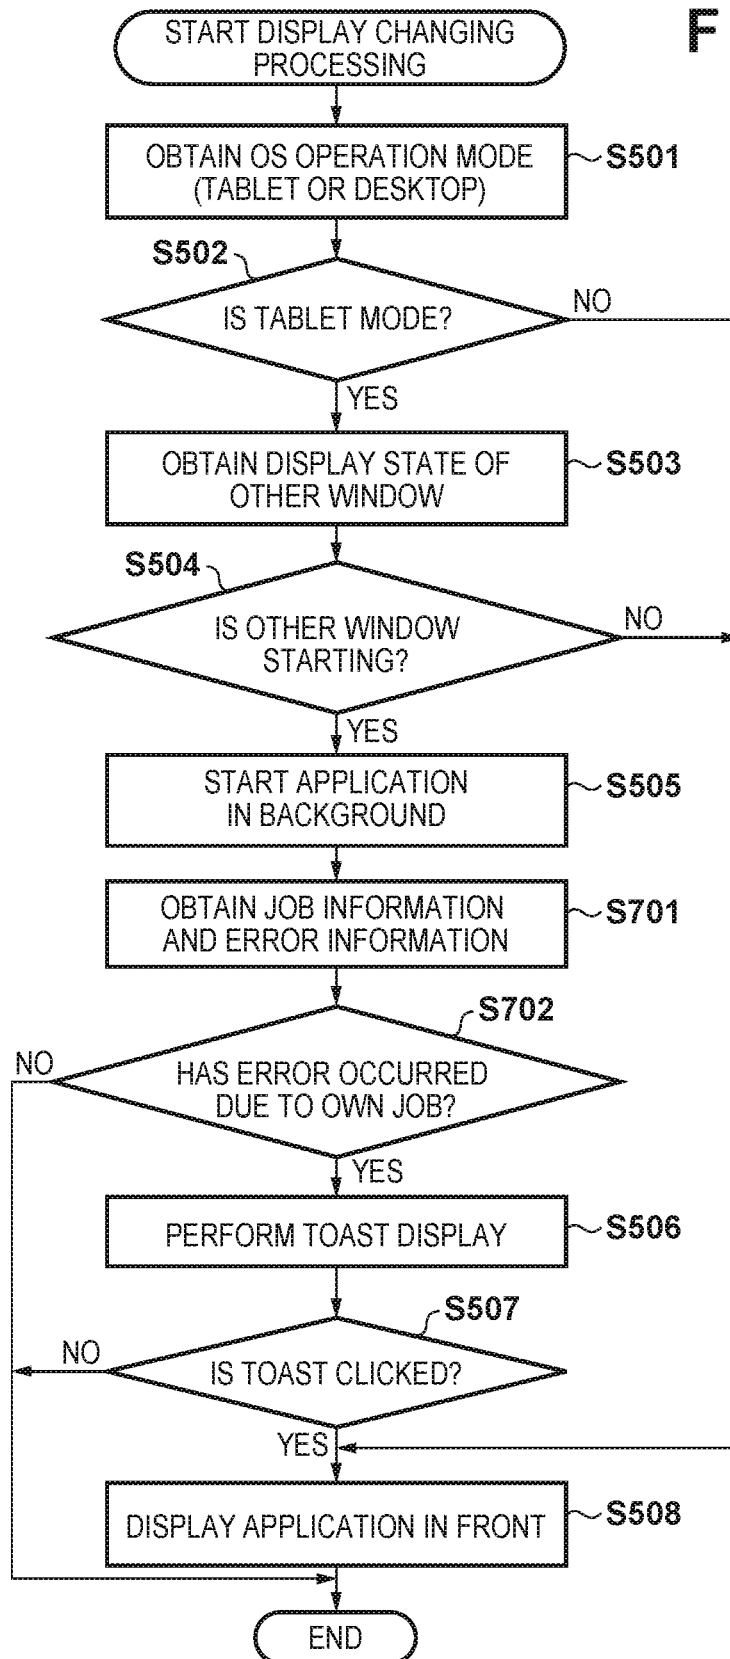 F
START DISPLAY CHANGING
PROCESSING
OBTAIN OS OPERATION MODE
(TABLET OR DESKTOP)
S501
S502
IS TABLET MODE?
NO
YES
OBTAIN DISPLAY STATE OF
OTHER WINDOW
S503
S504
IS OTHER WINDOW
STARTING?
NO
YES
START APPLICATION
IN BACKGROUND
S505
OBTAIN JOB INFORMATION
AND ERROR INFORMATION
S701
S702
NO
HAS ERROR OCCURRED
DUE TO OWN JOB?
YES
PERFORM TOAST DISPLAY
S506
S507
NO
IS TOAST CLICKED?
YES
DISPLAY APPLICATION IN FRONT
S508
END